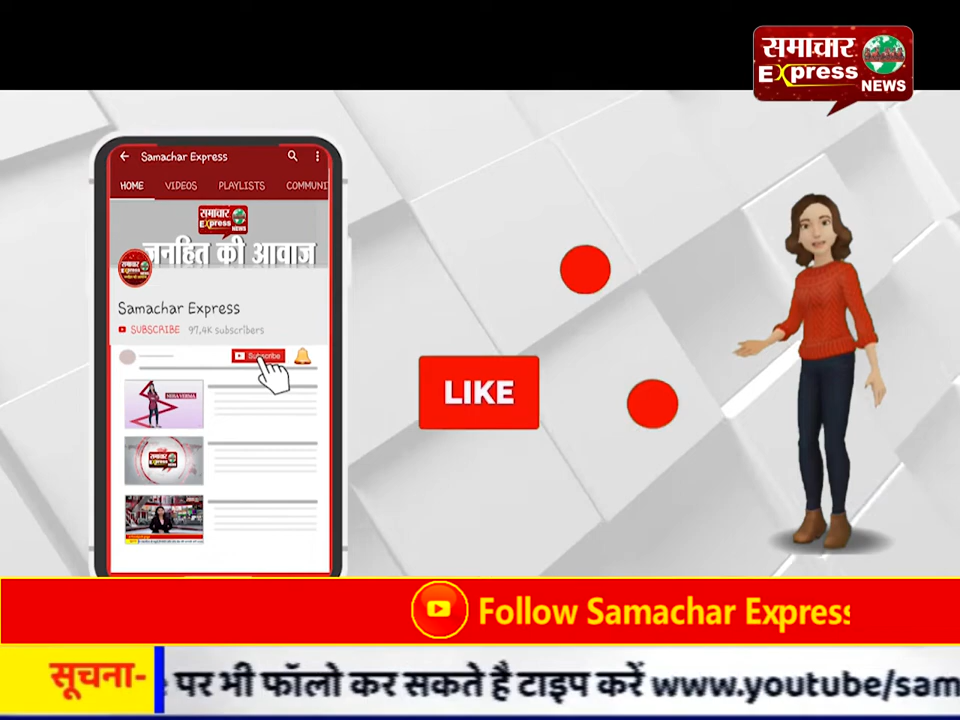 समाचार
Express
NEWS
Samachar Express
HOME VIDEOS PLAYLISTS COMMUNI
समाचार
Express
NEWS
जनहित की आवाज
Samachar Express
SUBSCRIBE 97,4K subscribers
Subscribe
LIKE
Follow Samachar Express
सूचना- पर भी फॉलो कर सकते है टाइप करें www.youtube/sam